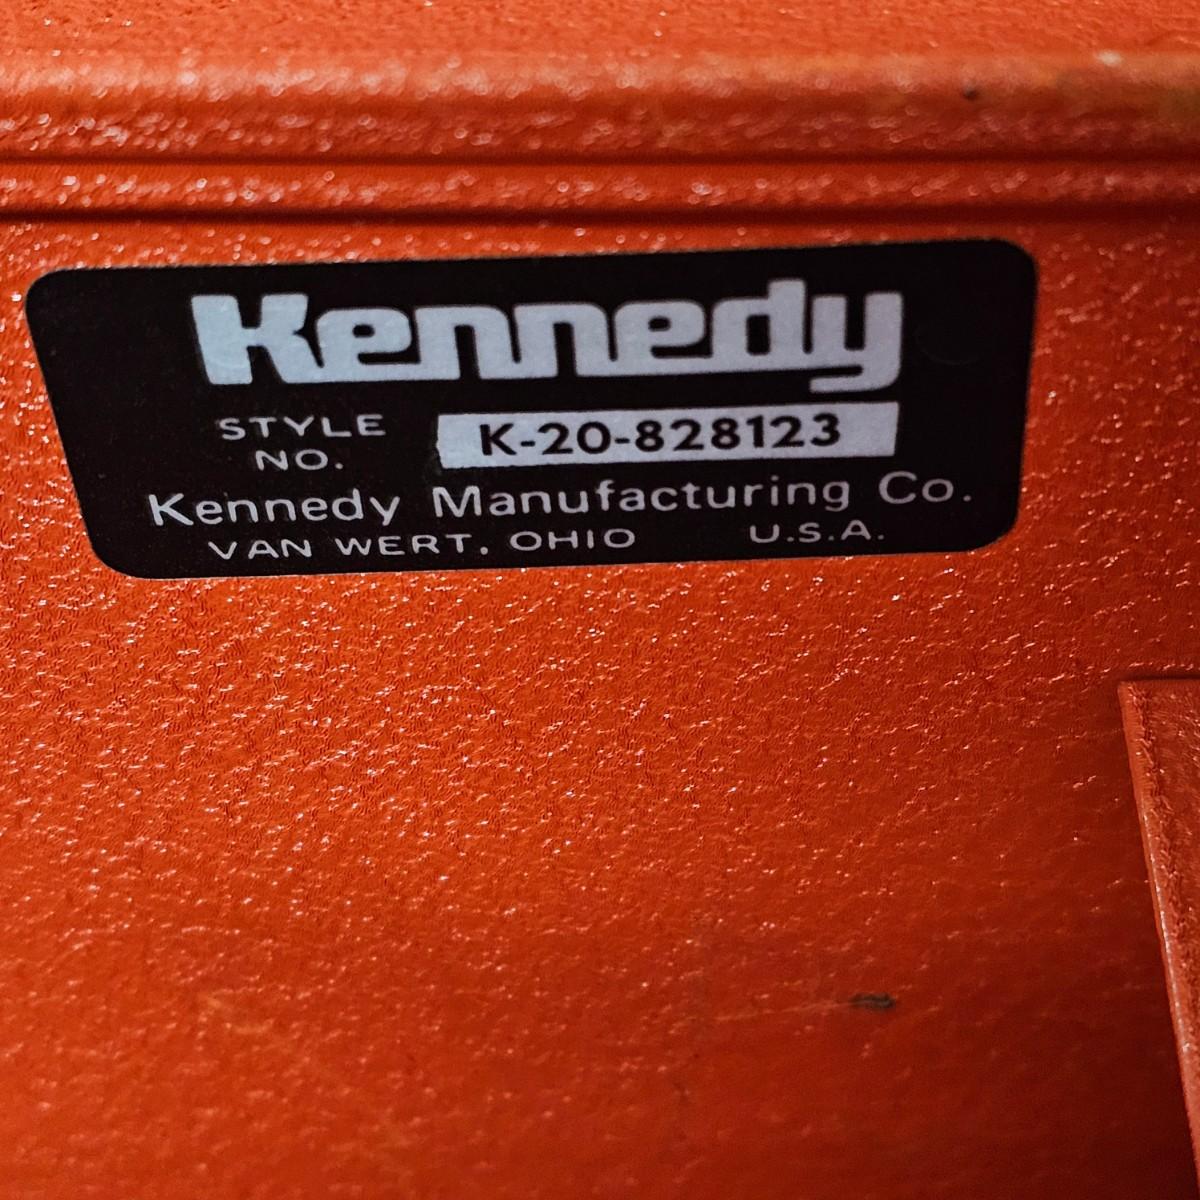 Kennedy
STYLE NO. K-20-828123
Kennedy Manufacturing Co.
VAN WERT, OHIO U.S.A.